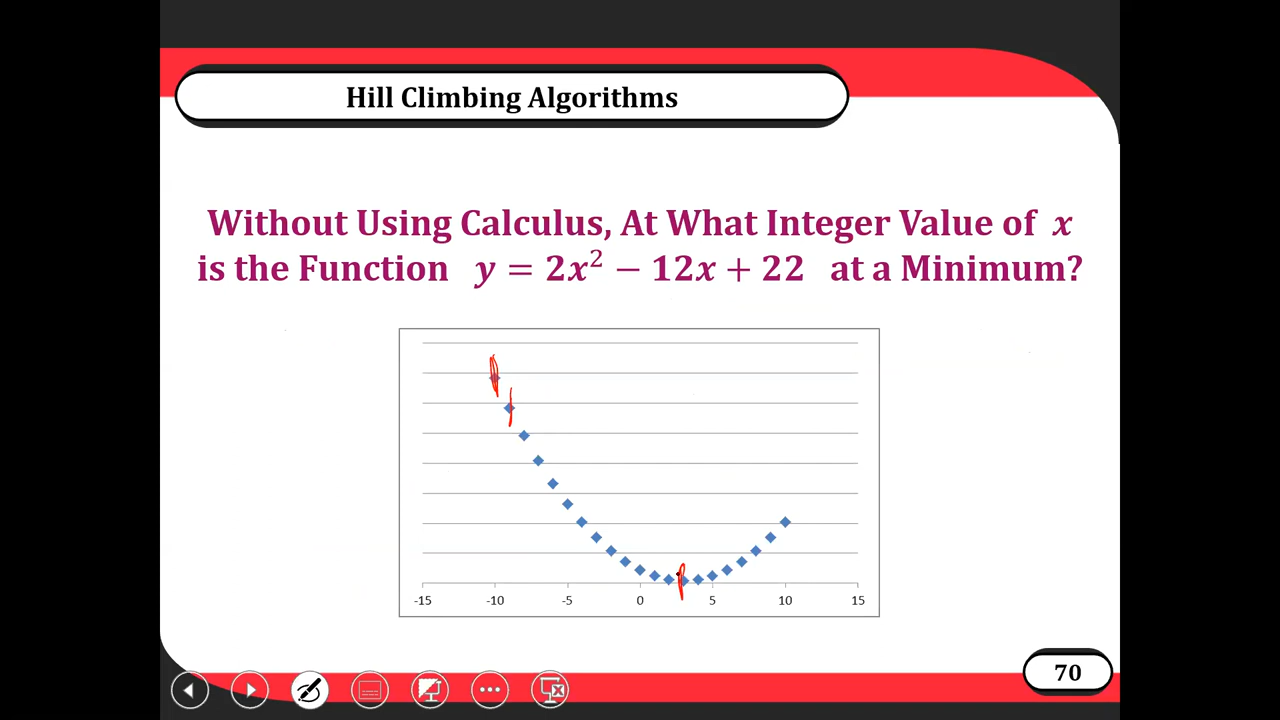 Hill Climbing Algorithms
Without Using Calculus, At What Integer Value of x
is the Function y = 2x² − 12x + 22 at a Minimum?
-15 -10 -5 0 5 10 15
70